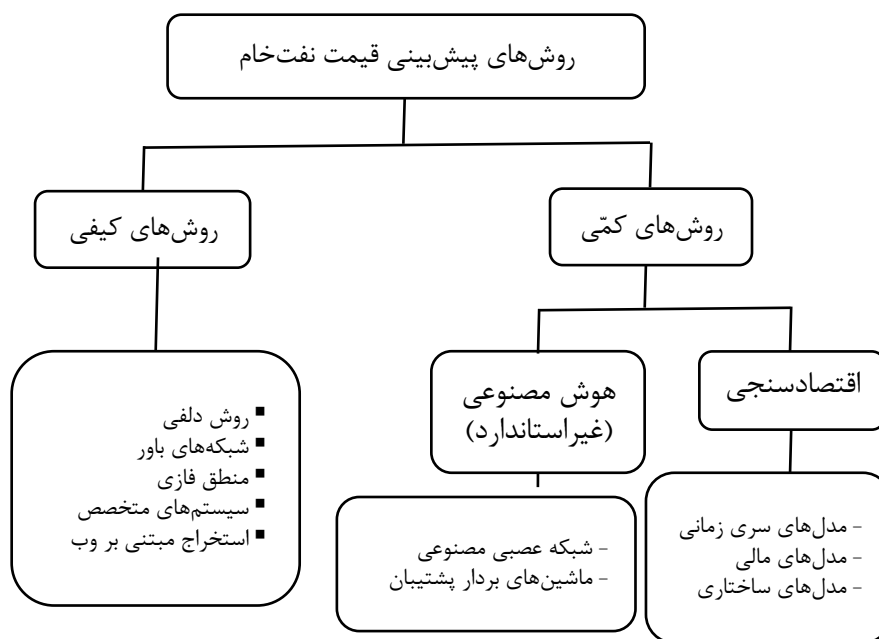 روش‌های پیش‌بینی قیمت نفت‌خام
روش‌های کمّی
روش‌های کیفی
اقتصادسنجی
هوش مصنوعی
(غیراستاندارد)
- مدل‌های سری زمانی
- مدل‌های مالی
- مدل‌های ساختاری
- شبکه عصبی مصنوعی
- ماشین‌های بردار پشتیبان
▪ روش دلفی
▪ شبکه‌های باور
▪ منطق فازی
▪ سیستم‌های متخصص
▪ استخراج مبتنی بر وب